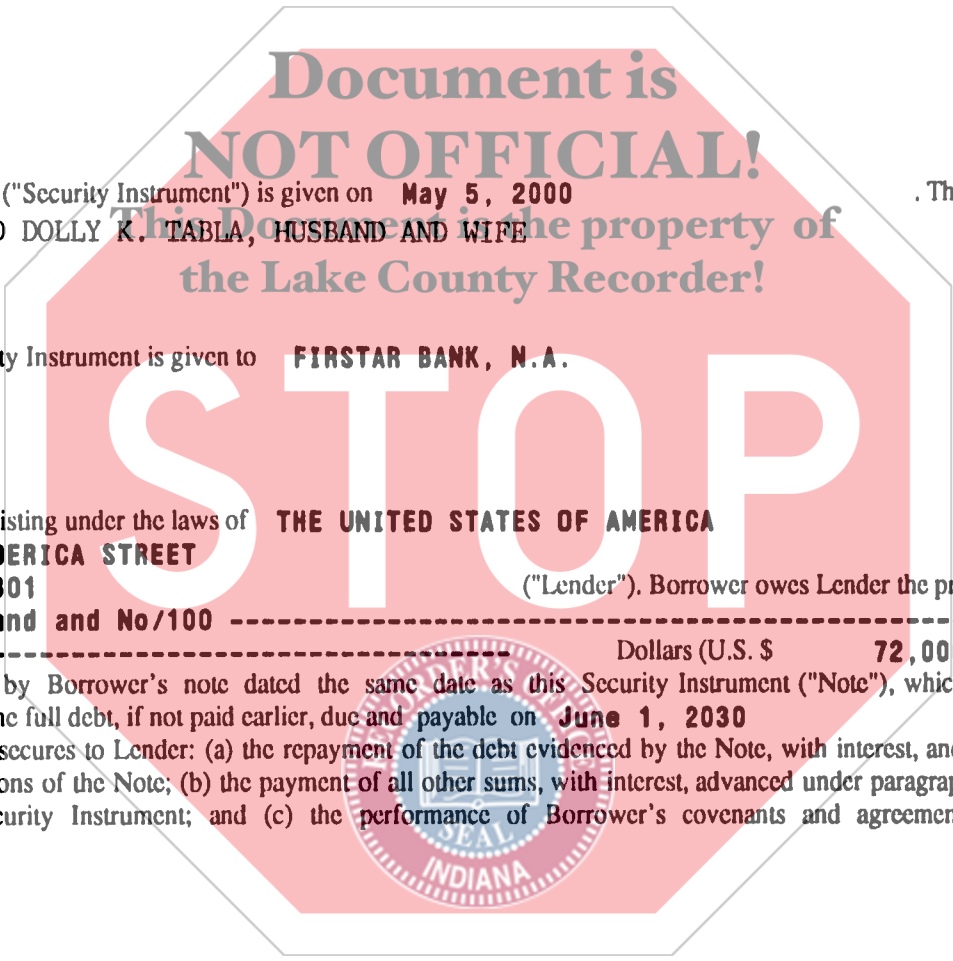 Document is
NOT OFFICIAL!
("Security Instrument") is given on May 5, 2000 . Th
This Document is the property of
DOLLY K. TABLA, HUSBAND AND WIFE
the Lake County Recorder!
ty Instrument is given to FIRSTAR BANK, N.A.
STOP
isting under the laws of THE UNITED STATES OF AMERICA
ERICA STREET
301 ("Lender"). Borrower owes Lender the pr
nd and No/100 ------------------------------------------------------------
---------------------------------------- Dollars (U.S. $ 72,00
by Borrower's note dated the same date as this Security Instrument ("Note"), whic
e full debt, if not paid earlier, due and payable on June 1, 2030
secures to Lender: (a) the repayment of the debt evidenced by the Note, with interest, an
ons of the Note; (b) the payment of all other sums, with interest, advanced under paragrap
curity Instrument; and (c) the performance of Borrower's covenants and agreemen
RECORDER'S OFFICE
SEAL
INDIANA